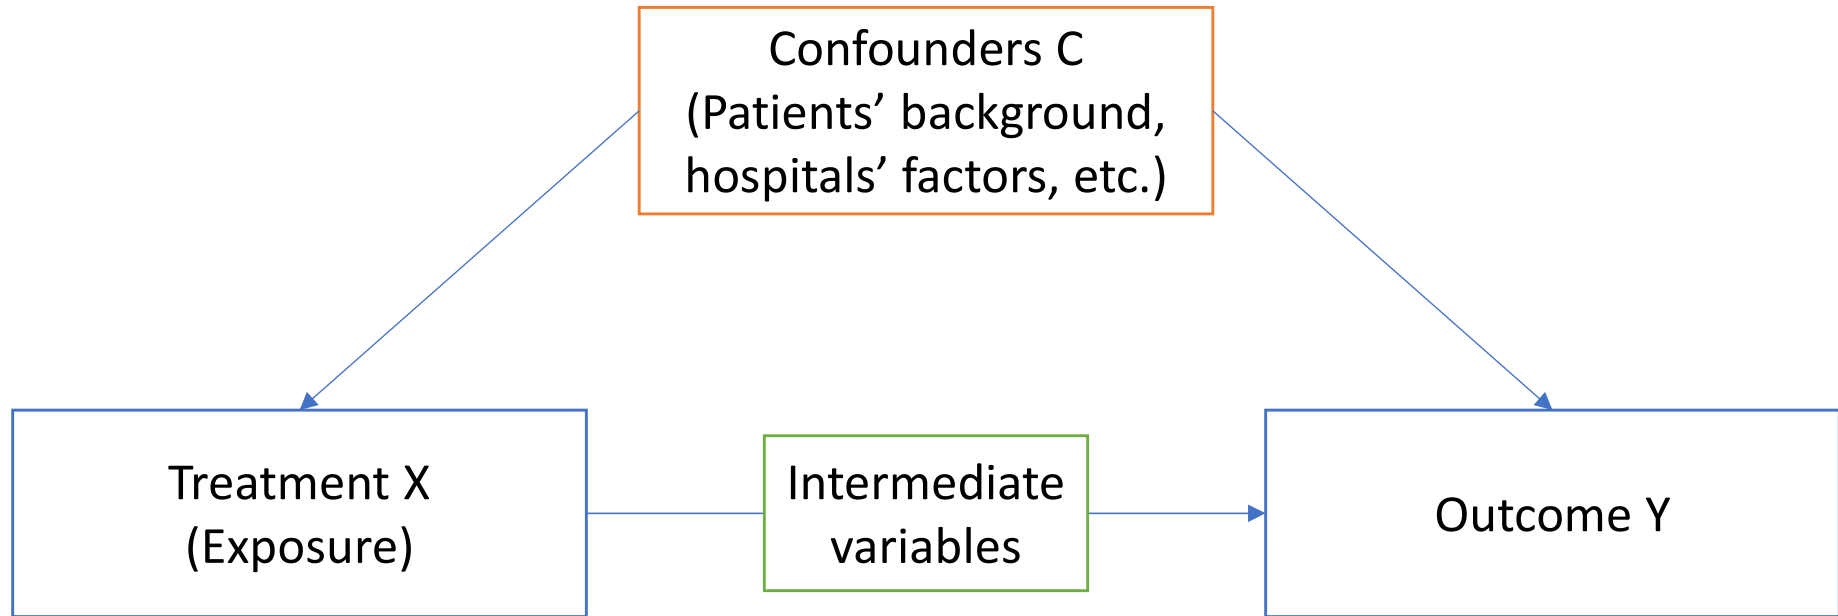 Confounders C
(Patients’ background,
hospitals’ factors, etc.)
Treatment X
(Exposure)
Intermediate
variables
Outcome Y